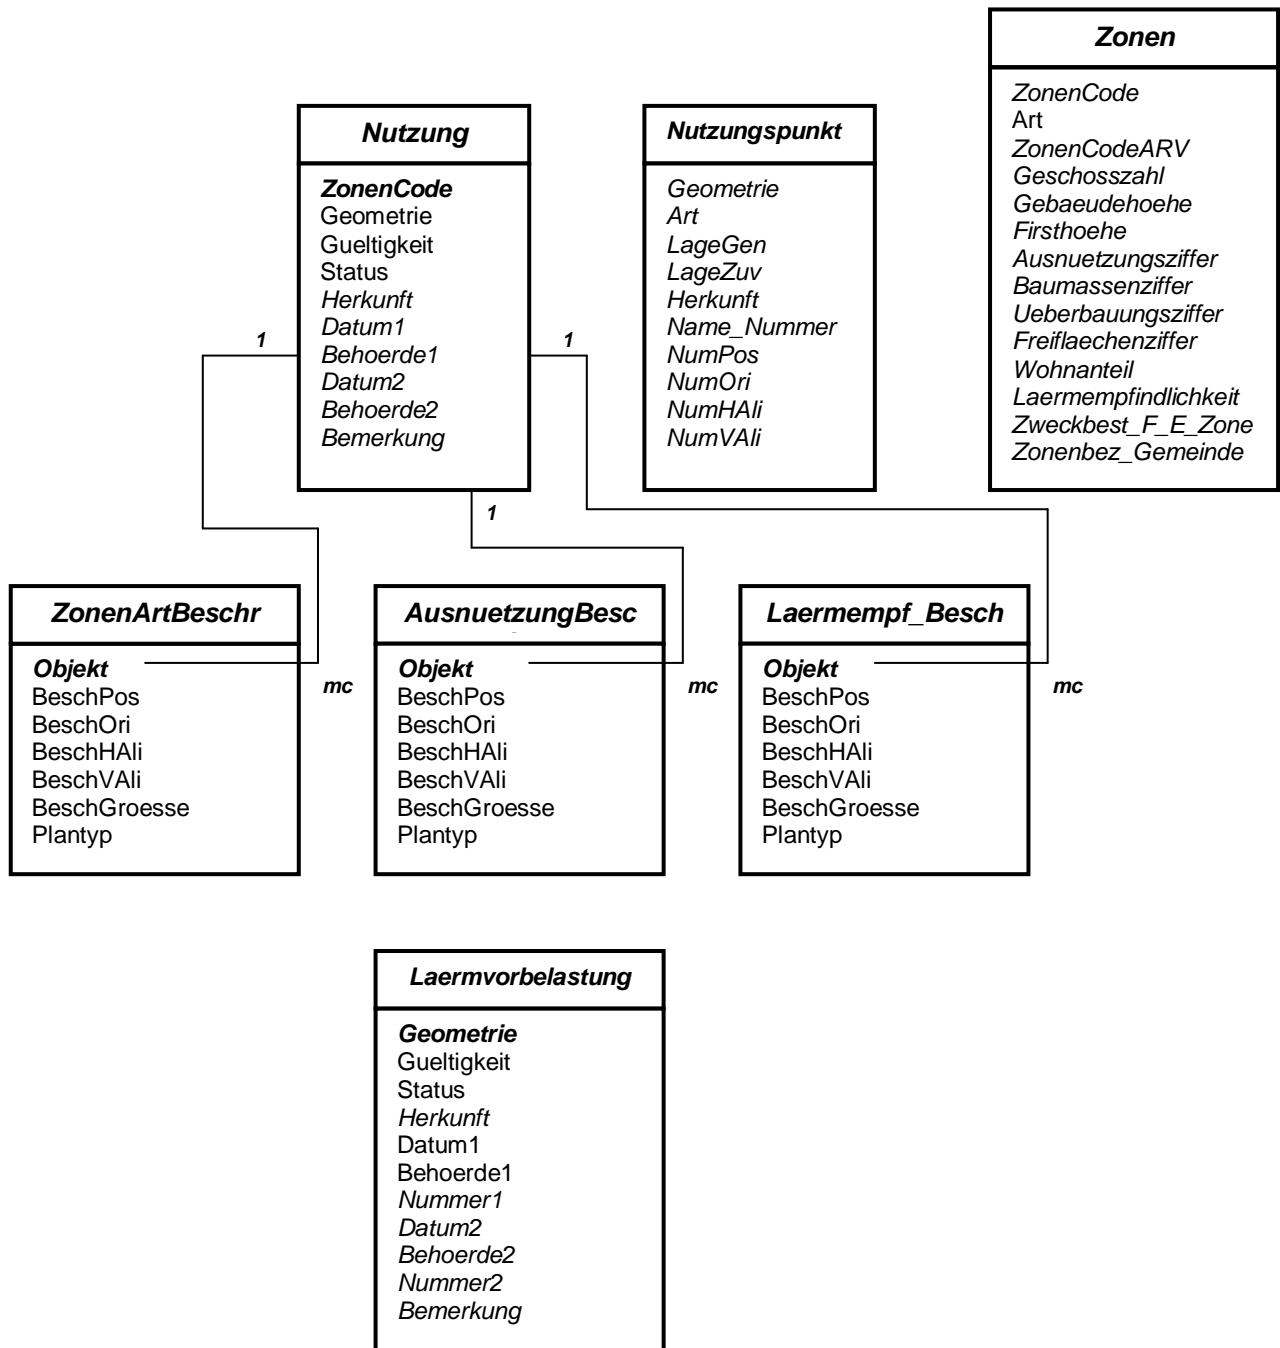 Zonen
ZonenCode
Art
ZonenCodeARV
Geschosszahl
Gebaeudehoehe
Firsthoehe
Ausnuetzungsziffer
Baumassenziffer
Ueberbauungsziffer
Freiflaechenziffer
Wohnanteil
Laermempfindlichkeit
Zweckbest_F_E_Zone
Zonenbez_Gemeinde
Nutzung
ZonenCode
Geometrie
Gueltigkeit
Status
Herkunft
Datum1
Behoerde1
Datum2
Behoerde2
Bemerkung
Nutzungspunkt
Geometrie
Art
LageGen
LageZuv
Herkunft
Name_Nummer
NumPos
NumOri
NumHAli
NumVAli
1
1
1
ZonenArtBeschr
Objekt
BeschPos
BeschOri
BeschHAli
BeschVAli
BeschGroesse
Plantyp
mc
AusnuetzungBesc
Objekt
BeschPos
BeschOri
BeschHAli
BeschVAli
BeschGroesse
Plantyp
mc
Laermempf_Besch
Objekt
BeschPos
BeschOri
BeschHAli
BeschVAli
BeschGroesse
Plantyp
mc
Laermvorbelastung
Geometrie
Gueltigkeit
Status
Herkunft
Datum1
Behoerde1
Nummer1
Datum2
Behoerde2
Nummer2
Bemerkung